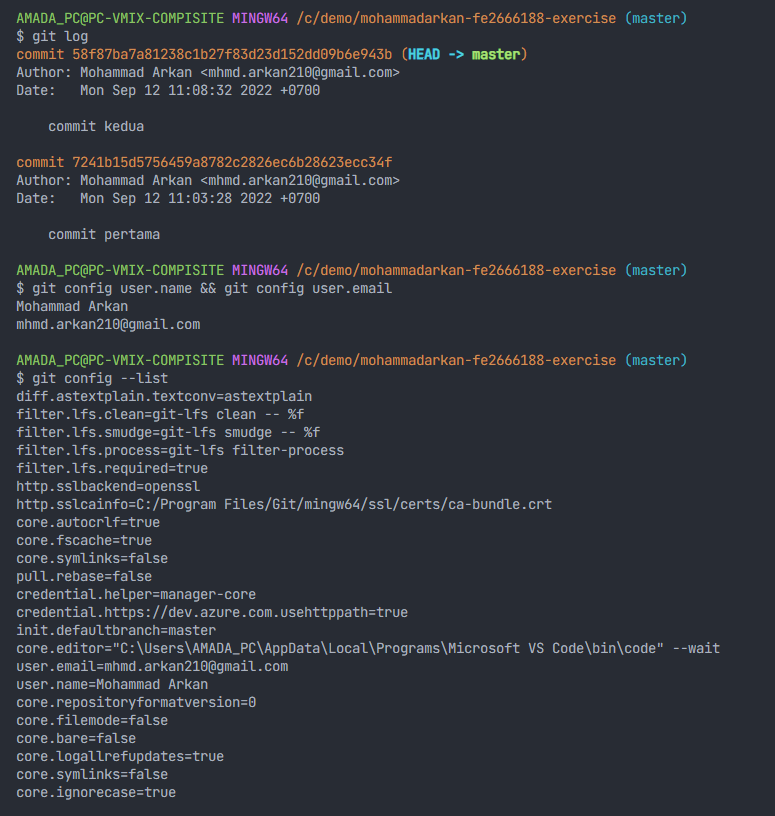 AMADA_PC@PC-VMIX-COMPISITE MINGW64 /c/demo/mohammadarkan-fe2666188-exercise (master)
$ git log
commit 58f87ba7a81238c1b27f83d23d152dd09b6e943b (HEAD -> master)
Author: Mohammad Arkan <mhmd.arkan210@gmail.com>
Date:   Mon Sep 12 11:08:32 2022 +0700

    commit kedua

commit 7241b15d5756459a8782c2826ec6b28623ecc34f
Author: Mohammad Arkan <mhmd.arkan210@gmail.com>
Date:   Mon Sep 12 11:03:28 2022 +0700

    commit pertama

AMADA_PC@PC-VMIX-COMPISITE MINGW64 /c/demo/mohammadarkan-fe2666188-exercise (master)
$ git config user.name && git config user.email
Mohammad Arkan
mhmd.arkan210@gmail.com

AMADA_PC@PC-VMIX-COMPISITE MINGW64 /c/demo/mohammadarkan-fe2666188-exercise (master)
$ git config --list
diff.astextplain.textconv=astextplain
filter.lfs.clean=git-lfs clean -- %f
filter.lfs.smudge=git-lfs smudge -- %f
filter.lfs.process=git-lfs filter-process
filter.lfs.required=true
http.sslbackend=openssl
http.sslcainfo=C:/Program Files/Git/mingw64/ssl/certs/ca-bundle.crt
core.autocrlf=true
core.fscache=true
core.symlinks=false
pull.rebase=false
credential.helper=manager-core
credential.https://dev.azure.com.usehttppath=true
init.defaultbranch=master
core.editor="C:\Users\AMADA_PC\AppData\Local\Programs\Microsoft VS Code\bin\code" --wait
user.email=mhmd.arkan210@gmail.com
user.name=Mohammad Arkan
core.repositoryformatversion=0
core.filemode=false
core.bare=false
core.logallrefupdates=true
core.symlinks=false
core.ignorecase=true